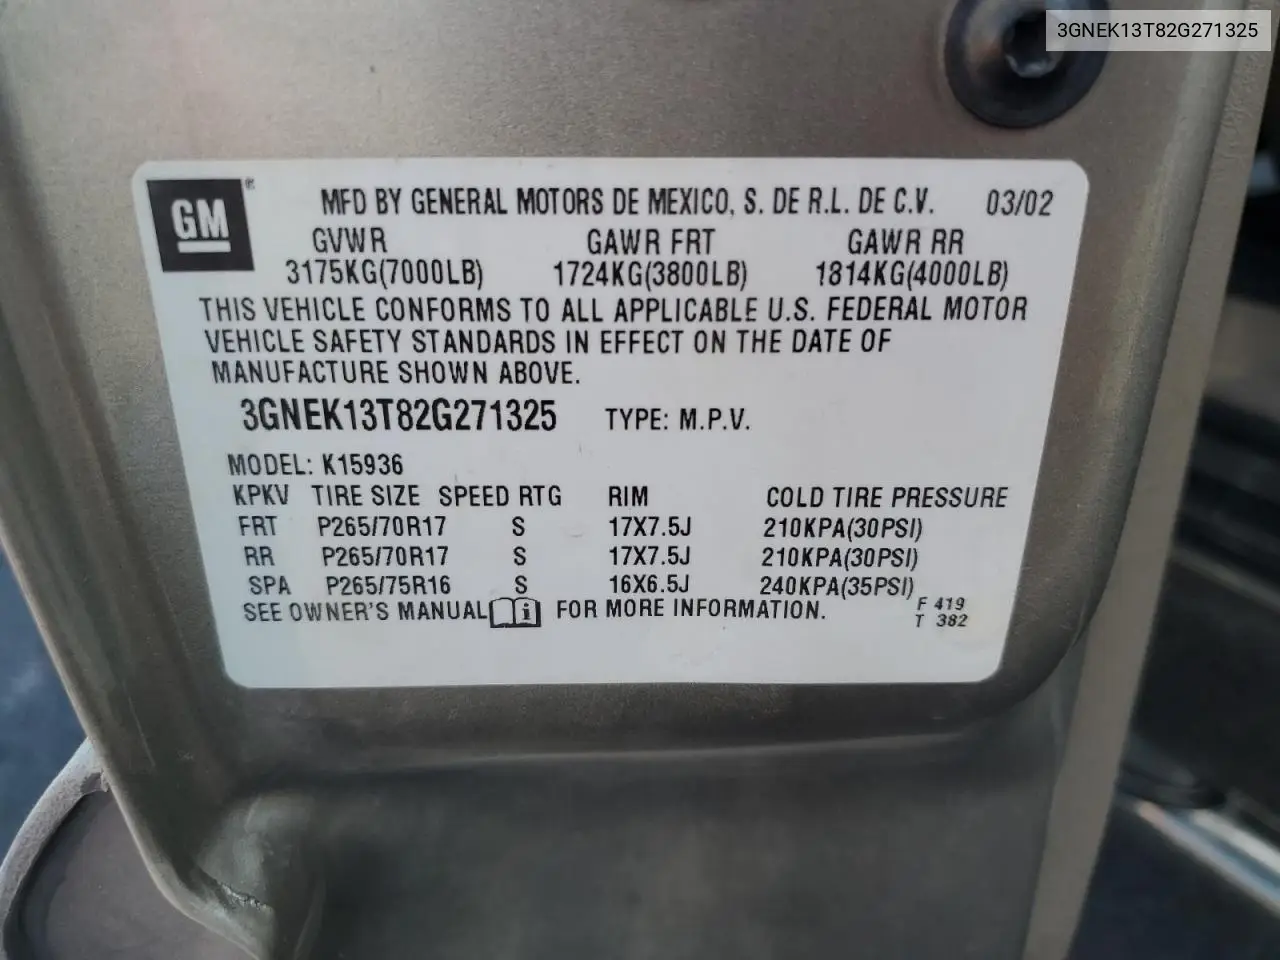 3GNEK13T82G271325
GM® MFD BY GENERAL MOTORS DE MEXICO, S. DE R.L. DE C.V. 03/02
GVWR GAWR FRT GAWR RR
3175KG(7000LB) 1724KG(3800LB) 1814KG(4000LB)
THIS VEHICLE CONFORMS TO ALL APPLICABLE U.S. FEDERAL MOTOR
VEHICLE SAFETY STANDARDS IN EFFECT ON THE DATE OF
MANUFACTURE SHOWN ABOVE.
3GNEK13T82G271325 TYPE: M.P.V.
MODEL: K15936
KPKV TIRE SIZE SPEED RTG RIM COLD TIRE PRESSURE
FRT P265/70R17 S 17X7.5J 210KPA(30PSI)
RR P265/70R17 S 17X7.5J 210KPA(30PSI)
SPA P265/75R16 S 16X6.5J 240KPA(35PSI)
SEE OWNER'S MANUAL i FOR MORE INFORMATION.
F 419
T 382